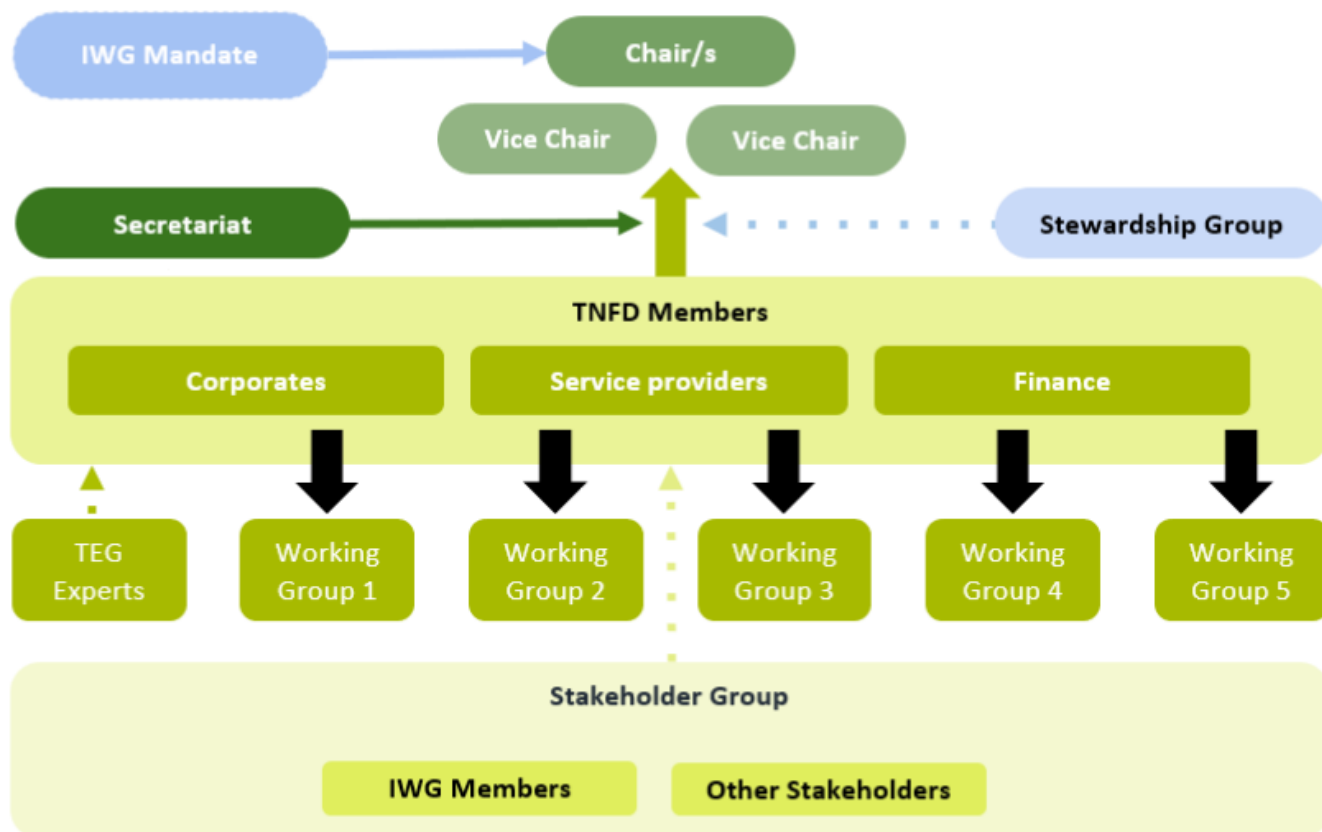 IWG Mandate
Chair/s
Vice Chair
Vice Chair
Secretariat
Stewardship Group
TNFD Members
Corporates
Service providers
Finance
TEG
Experts
Working
Group 1
Working
Group 2
Working
Group 3
Working
Group 4
Working
Group 5
Stakeholder Group
IWG Members
Other Stakeholders